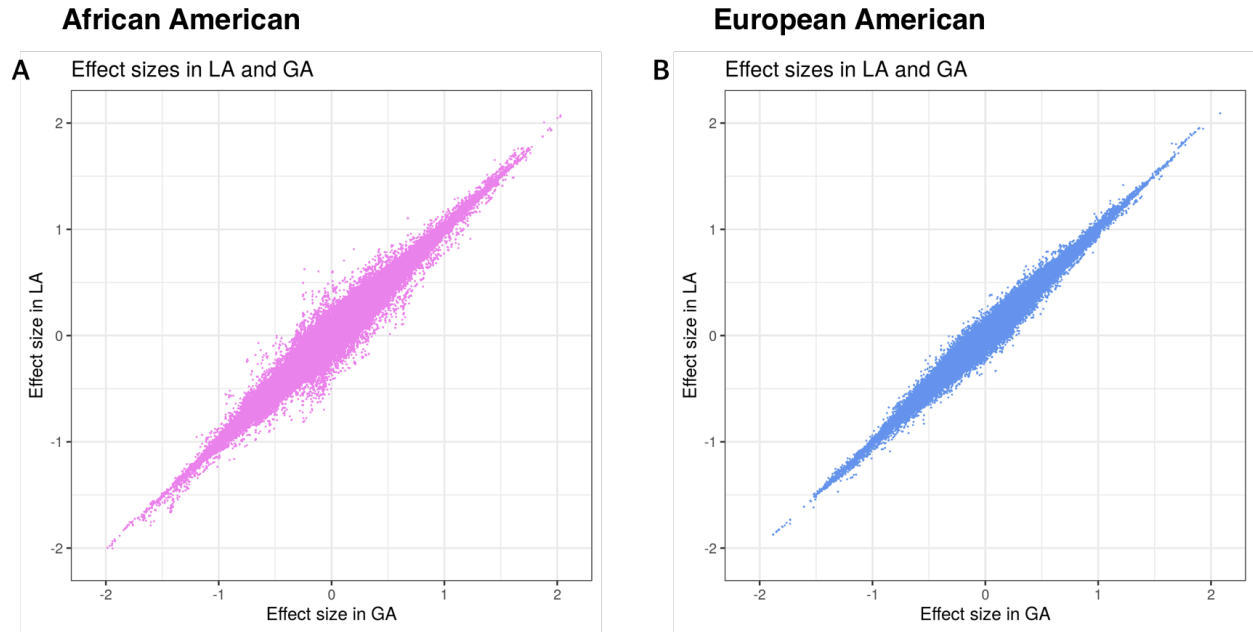 African American
A
Effect sizes in LA and GA
Effect size in LA
2
1
0
-1
-2
-2 -1 0 1 2
Effect size in GA
European American
B
Effect sizes in LA and GA
Effect size in LA
2
1
0
-1
-2
-2 -1 0 1 2
Effect size in GA